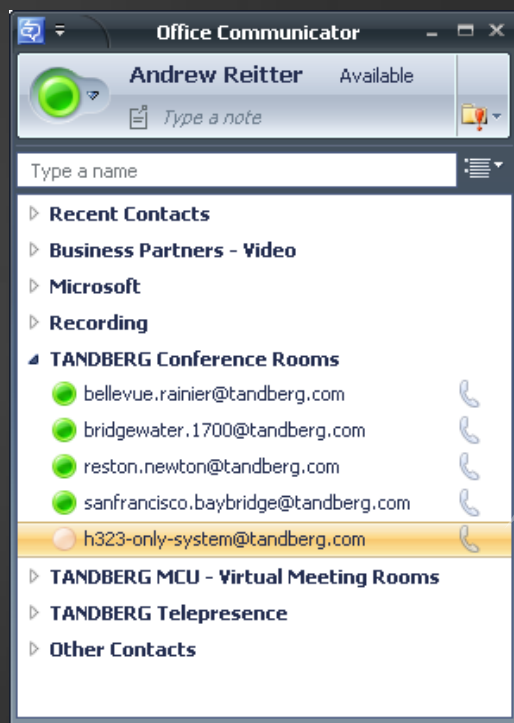 Office Communicator
Andrew Reitter Available
Type a note
Type a name
Recent Contacts
Business Partners - Video
Microsoft
Recording
TANDBERG Conference Rooms
bellevue.rainier@tandberg.com
bridgewater.1700@tandberg.com
reston.newton@tandberg.com
sanfrancisco.baybridge@tandberg.com
h323-only-system@tandberg.com
TANDBERG MCU - Virtual Meeting Rooms
TANDBERG Telepresence
Other Contacts